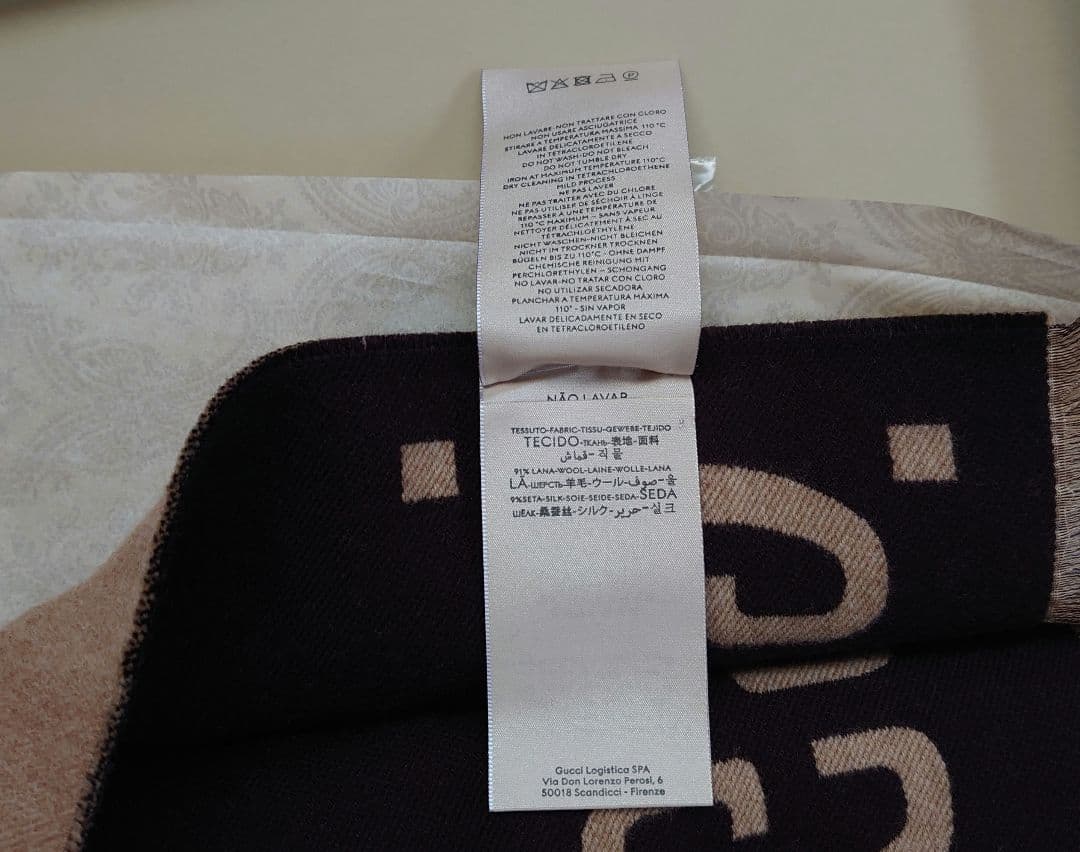 NON LAVARE-NON TRATTARE CON CLORO
NON USARE ASCIUGATRICE
STIRARE A TEMPERATURA MASSIMA 110 °C
LAVARE DELICATAMENTE A SECCO
IN TETRACLOROETILENE
DO NOT WASH-DO NOT BLEACH
DO NOT TUMBLE DRY
IRON AT MAXIMUM TEMPERATURE 110°C
DRY CLEANING IN TETRACHLOROETHENE
MILD PROCESS
NE PAS LAVER
NE PAS TRAITER AVEC DU CHLORE
NE PAS UTILISER DE SÉCHOIR À LINGE
REPASSER À UNE TEMPÉRATURE DE
110 °C MAXIMUM – SANS VAPEUR
NETTOYER DÉLICATEMENT À SEC AU
TÉTRACHLOÉTHYLÈNE
NICHT WASCHEN-NICHT BLEICHEN
NICHT IM TROCKNER TROCKNEN
BÜGELN BIS ZU 110°C - OHNE DAMPF
CHEMISCHE REINIGUNG MIT
PERCHLORETHYLEN – SCHONGANG
NO LAVAR-NO TRATAR CON CLORO
NO UTILIZAR SECADORA
PLANCHAR A TEMPERATURA MÁXIMA
110° - SIN VAPOR
LAVAR DELICADAMENTE EN SECO
EN TETRACLOROETILENO
NÃO LAVAR
TESSUTO-FABRIC-TISSU-GEWEBE-TEJIDO
TECIDO-ТКАНЬ-表地-面料
قماش-직물
91% LANA-WOOL-LAINE-WOLLE-LANA
LÃ-ШЕРСТЬ-羊毛-ウール-صوف-울
9%SETA-SILK-SOIE-SEIDE-SEDA-SEDA
ШЕЛК-桑蚕丝-シルク-حرير-실크
Gucci Logistica SPA
Via Don Lorenzo Perosi, 6
50018 Scandicci - Firenze